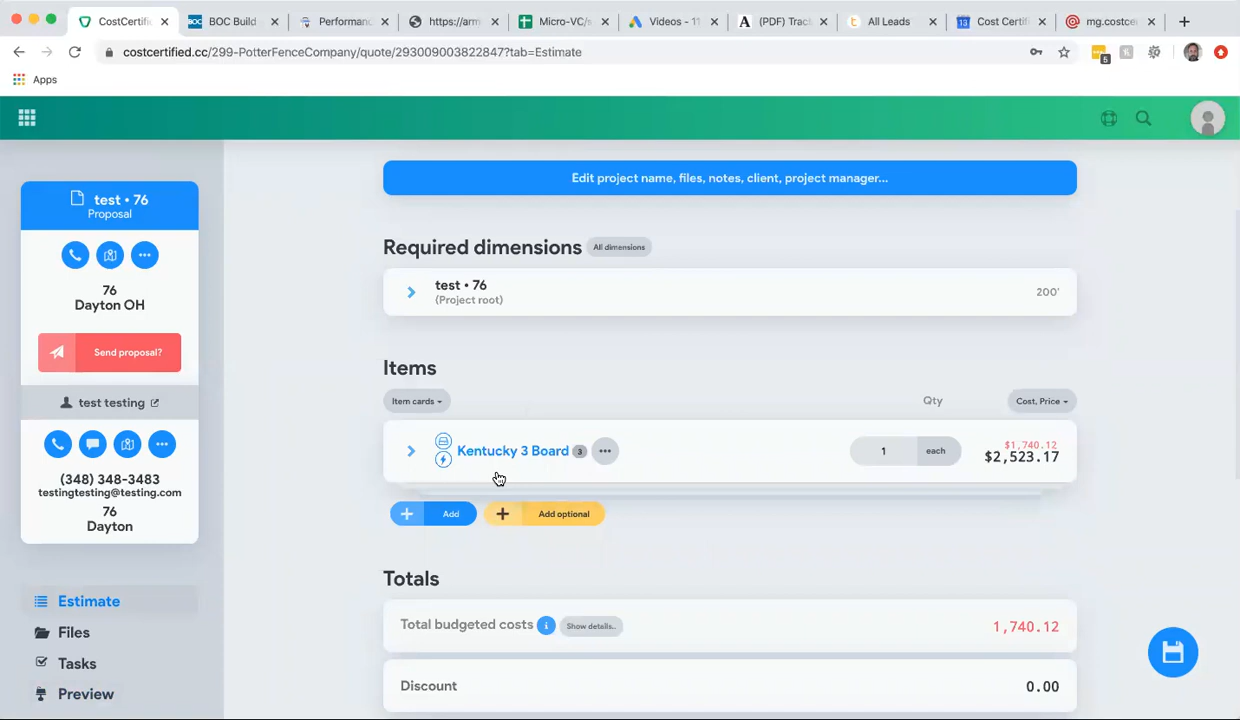 CostCertifi
BOC Build
Performanc
https://arm
Micro-VC/s
Videos - 11
(PDF) Trac
All Leads
Cost Certif
mg.costcer
costcertified.cc/299-PotterFenceCompany/quote/293009003822847?tab=Estimate
5
Apps
test • 76
Proposal
76
Dayton OH
Send proposal?
test testing
(348) 348-3483
testingtesting@testing.com
76
Dayton
Estimate
Files
Tasks
Preview
Edit project name, files, notes, client, project manager...
Required dimensions
All dimensions
test • 76
(Project root)
200'
Items
Item cards
Qty
Cost, Price
Kentucky 3 Board
3
1
each
$1,740.12
$2,523.17
Add
Add optional
Totals
Total budgeted costs
Show details..
1,740.12
Discount
0.00